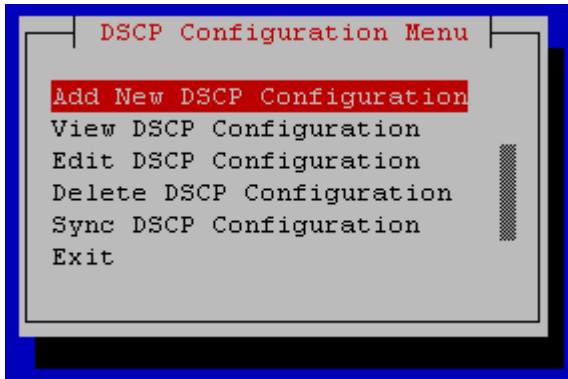 DSCP Configuration Menu
Add New DSCP Configuration
View DSCP Configuration
Edit DSCP Configuration
Delete DSCP Configuration
Sync DSCP Configuration
Exit